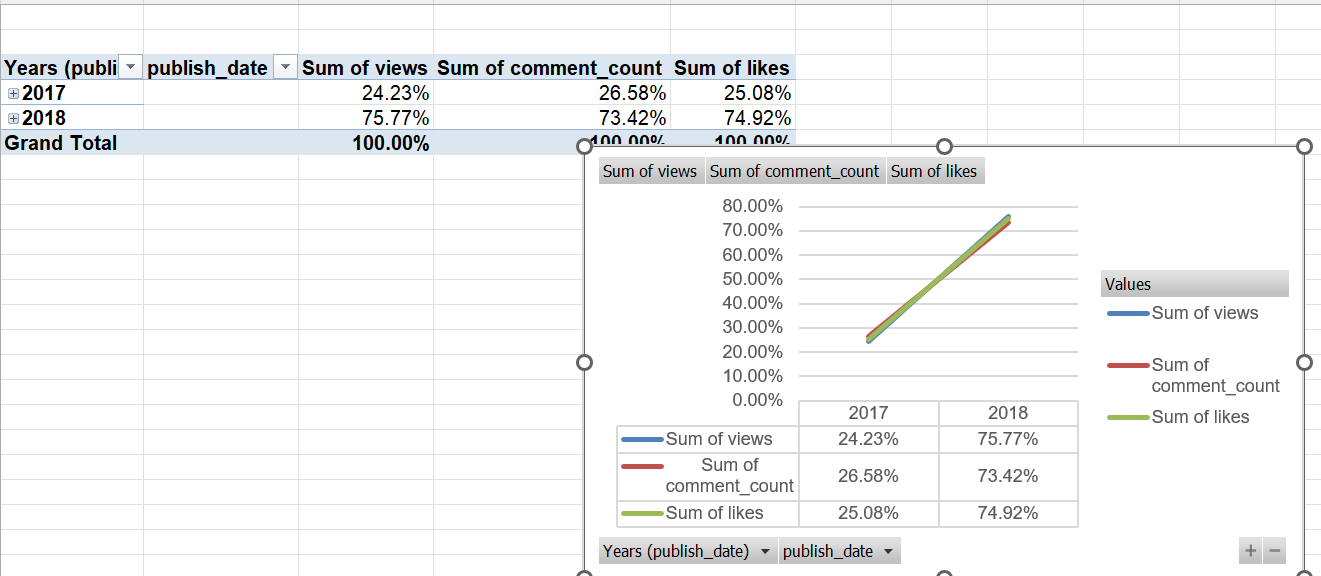 Years (publi publish_date Sum of views Sum of comment_count Sum of likes
2017 24.23% 26.58% 25.08%
2018 75.77% 73.42% 74.92%
Grand Total 100.00% 100.00% 100.00%
Sum of views Sum of comment_count Sum of likes
80.00%
70.00%
60.00%
50.00%
40.00%
30.00%
20.00%
10.00%
0.00%
Values
Sum of views
Sum of
comment_count
Sum of likes
2017 2018
Sum of views 24.23% 75.77%
Sum of
comment_count 26.58% 73.42%
Sum of likes 25.08% 74.92%
Years (publish_date) publish_date